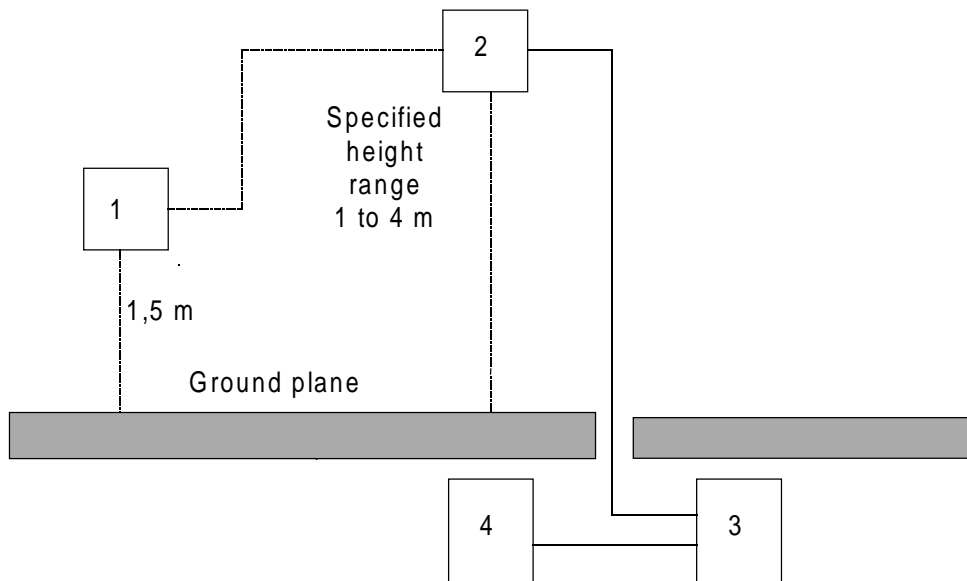 2
Specified
height
range
1 to 4 m
1
1,5 m
Ground plane
4
3